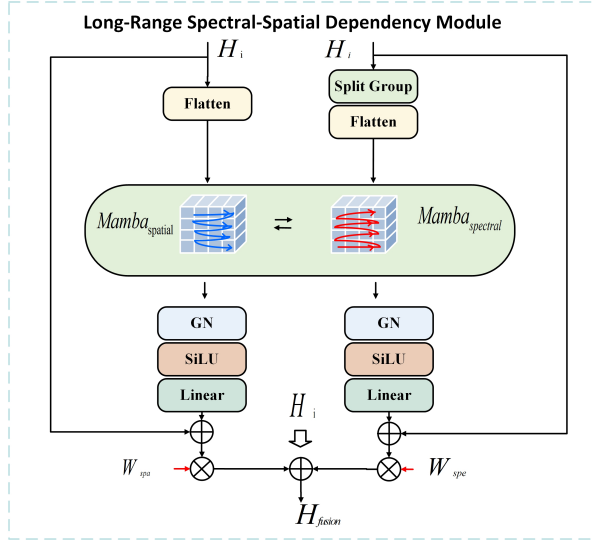 Long-Range Spectral-Spatial Dependency Module
H i
H i
Split Group
Flatten
Flatten
Mamba spatial
Mamba spectral
GN
GN
SiLU
SiLU
Linear
Linear
H i
W spa
W spe
H fusion